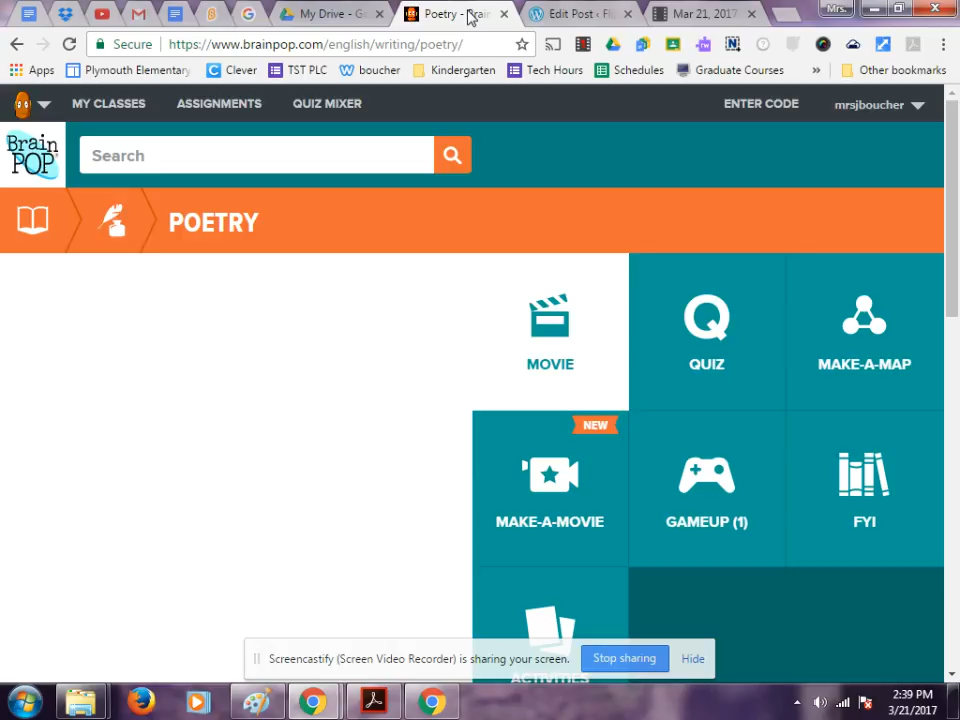 My Drive - G
Poetry - Brain
Edit Post ‹ Fl
Mar 21, 2017
Mrs.
Secure https://www.brainpop.com/english/writing/poetry/
Apps Plymouth Elementary Clever TST PLC boucher Kindergarten Tech Hours Schedules Graduate Courses » Other bookmarks
MY CLASSES ASSIGNMENTS QUIZ MIXER ENTER CODE mrsjboucher
Brain
POP
Search
POETRY
MOVIE QUIZ MAKE-A-MAP
NEW
MAKE-A-MOVIE GAMEUP (1) FYI
Screencastify (Screen Video Recorder) is sharing your screen. Stop sharing Hide
ACTIVITIES
2:39 PM
3/21/2017